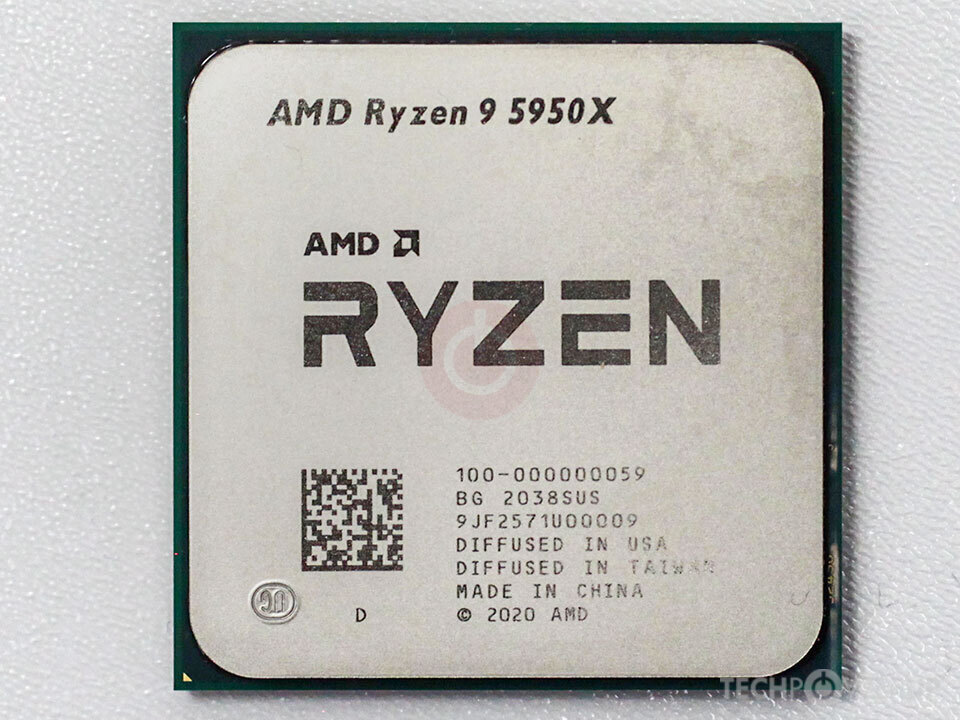 AMD Ryzen 9 5950X
AMD
RYZEN
100-000000059
BG 2038SUS
9JF2571U00009
DIFFUSED IN USA
DIFFUSED IN TAIWAN
MADE IN CHINA
D
© 2020 AMD